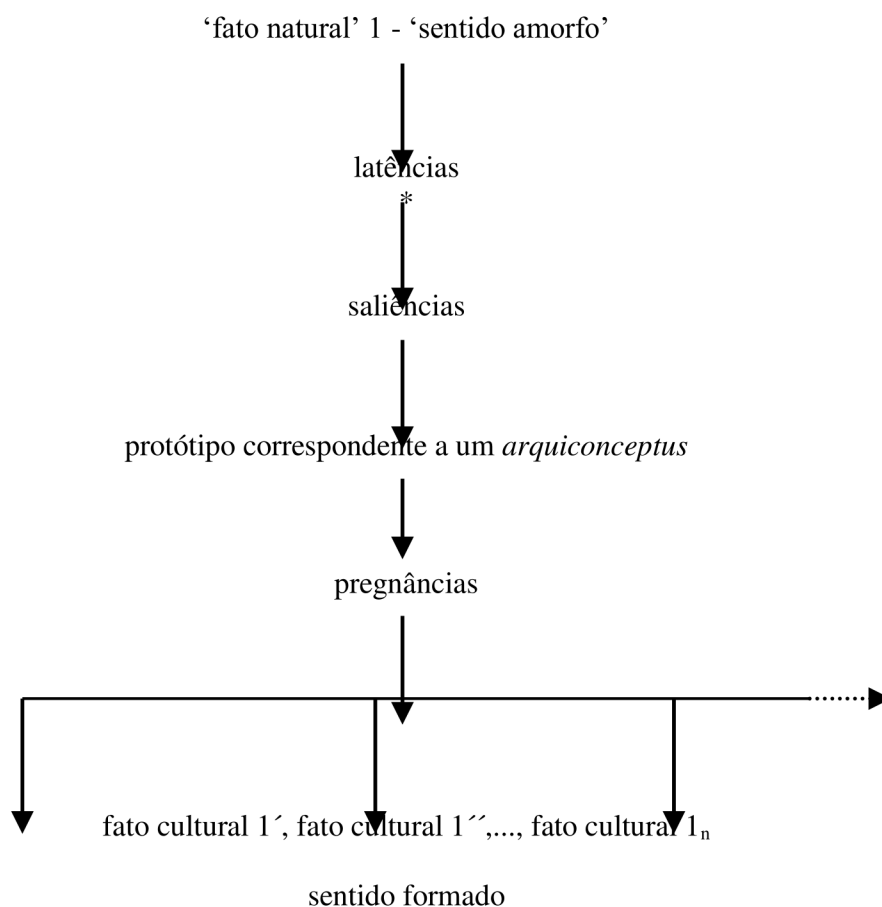 ‘fato natural’ 1 - ‘sentido amorfo’
latências
*
saliências
protótipo correspondente a um arquiconceptus
pregnâncias
fato cultural 1´, fato cultural 1´´,..., fato cultural 1ₙ
sentido formado